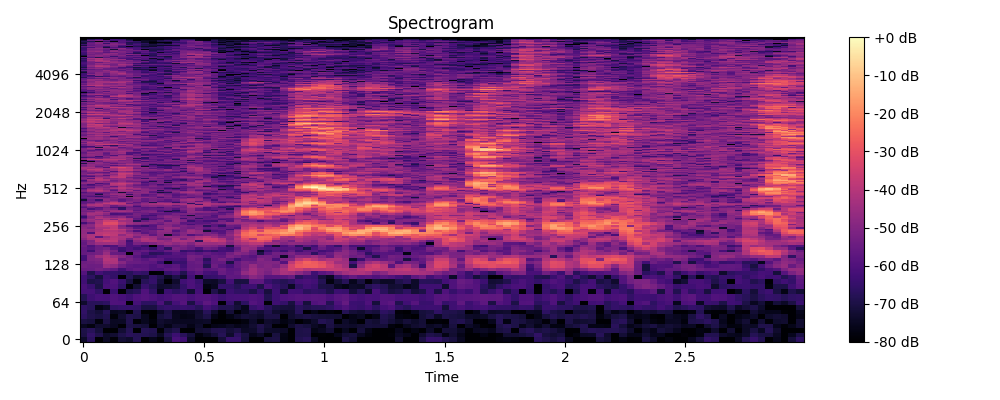 Spectrogram
Hz
4096
2048
1024
512
256
128
64
0
0
0.5
1
1.5
2
2.5
Time
+0 dB
-10 dB
-20 dB
-30 dB
-40 dB
-50 dB
-60 dB
-70 dB
-80 dB